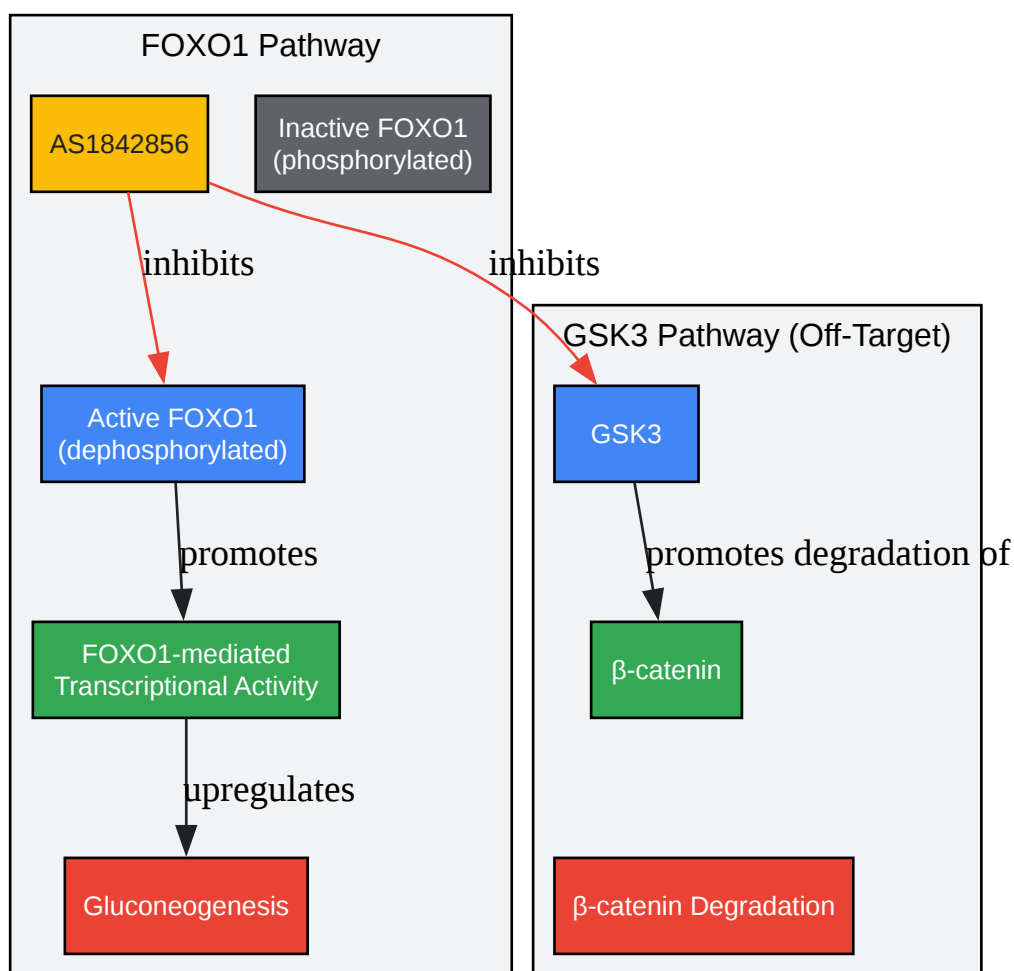 FOXO1 Pathway
AS1842856
Inactive FOXO1
(phosphorylated)
inhibits
inhibits
GSK3 Pathway (Off-Target)
Active FOXO1
(dephosphorylated)
GSK3
promotes
promotes degradation of
FOXO1-mediated
Transcriptional Activity
β-catenin
upregulates
Gluconeogenesis
β-catenin Degradation